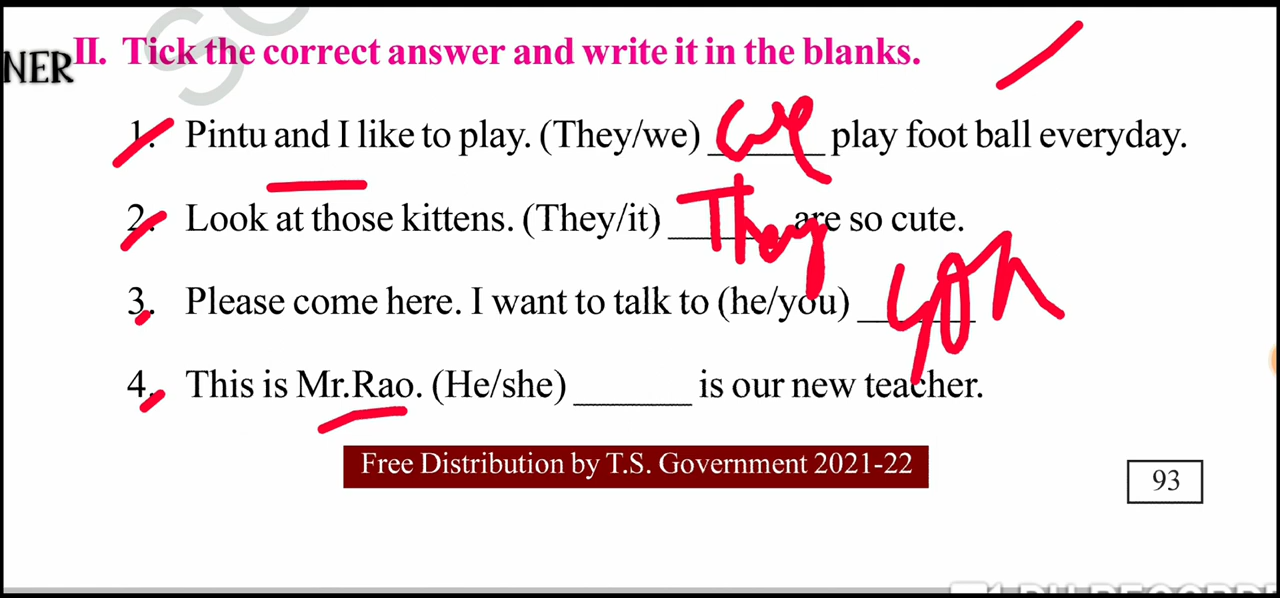 NER
II. Tick the correct answer and write it in the blanks.
1. Pintu and I like to play. (They/we) we play foot ball everyday.
2. Look at those kittens. (They/it) They are so cute.
3. Please come here. I want to talk to (he/you) you
4. This is Mr.Rao. (He/she) ______ is our new teacher.
Free Distribution by T.S. Government 2021-22
93